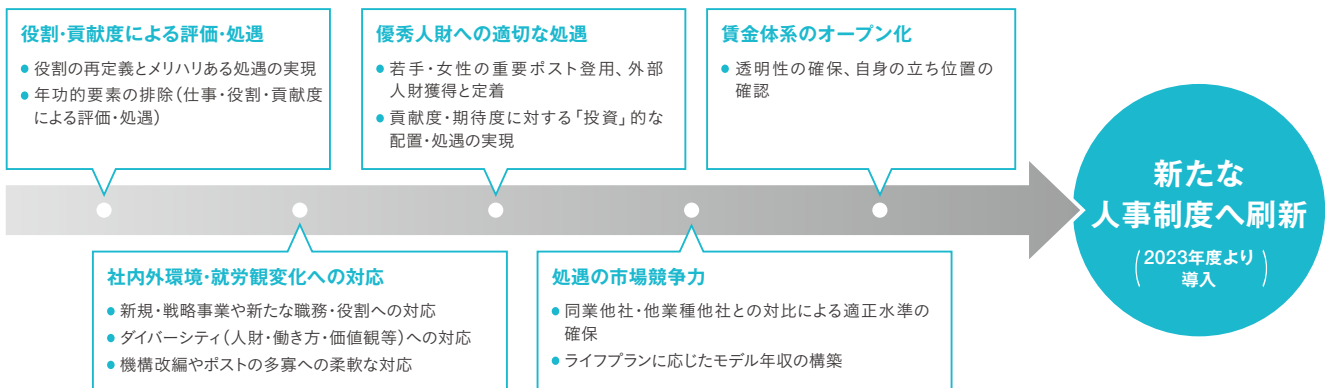 役割・貢献度による評価・処遇
● 役割の再定義とメリハリある処遇の実現
● 年功的要素の排除（仕事・役割・貢献度
による評価・処遇）
優秀人財への適切な処遇
● 若手・女性の重要ポスト登用、外部
人財獲得と定着
● 貢献度・期待度に対する「投資」的な
配置・処遇の実現
賃金体系のオープン化
● 透明性の確保、自身の立ち位置の
確認
社内外環境・就労観変化への対応
● 新規・戦略事業や新たな職務・役割への対応
● ダイバーシティ（人財・働き方・価値観等）への対応
● 機構改編やポストの多寡への柔軟な対応
処遇の市場競争力
● 同業他社・他業種他社との対比による適正水準の
確保
● ライフプランに応じたモデル年収の構築
新たな
人事制度へ刷新
（2023年度より
導入）